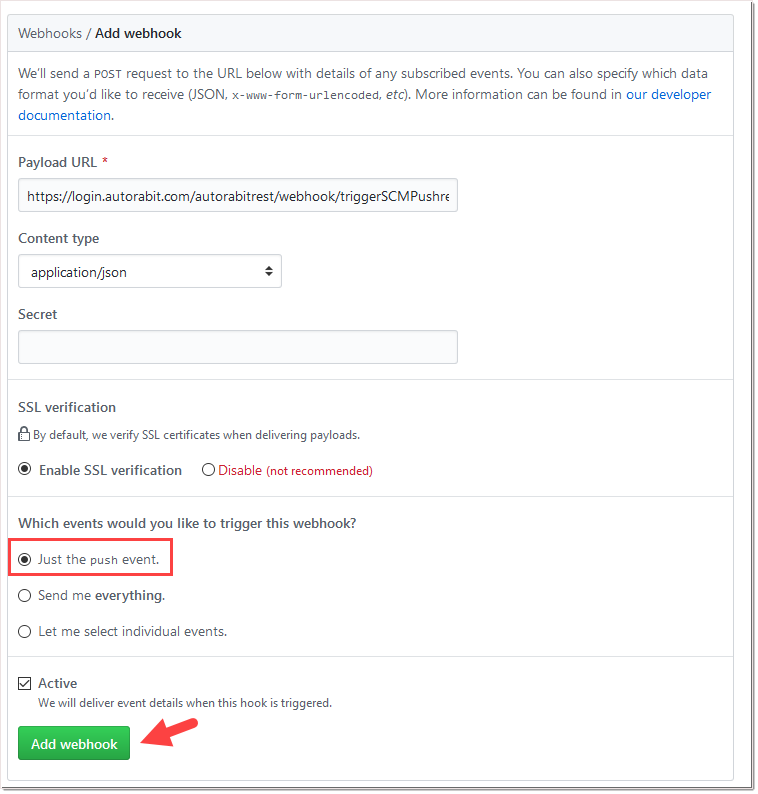 Webhooks / Add webhook
We'll send a POST request to the URL below with details of any subscribed events. You can also specify which data
format you'd like to receive (JSON, x-www-form-urlencoded, etc). More information can be found in our developer
documentation.
Payload URL *
https://login.autorabit.com/autorabitrest/webhook/triggerSCMPushre
Content type
application/json
Secret
SSL verification
By default, we verify SSL certificates when delivering payloads.
Enable SSL verification Disable (not recommended)
Which events would you like to trigger this webhook?
Just the push event.
Send me everything.
Let me select individual events.
Active
We will deliver event details when this hook is triggered.
Add webhook